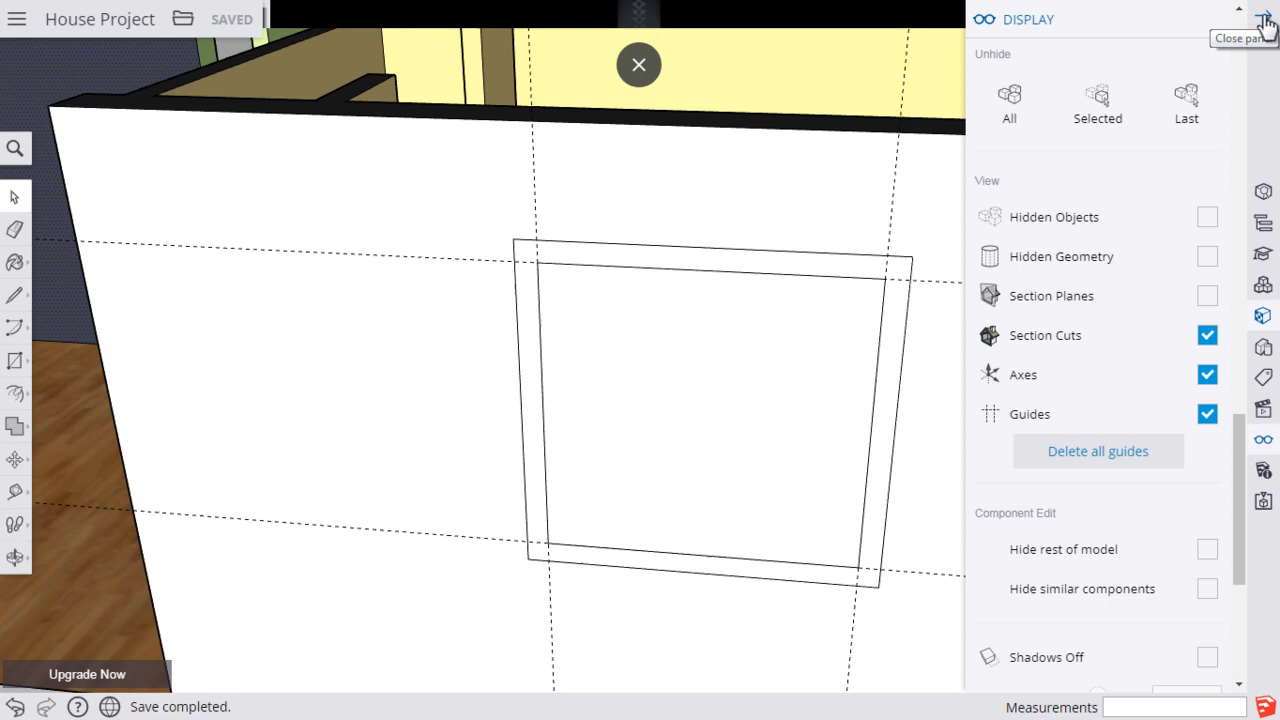 House Project
SAVED
DISPLAY
Unhide
All
Selected
Last
View
Hidden Objects
Hidden Geometry
Section Planes
Section Cuts
Axes
Guides
Delete all guides
Component Edit
Hide rest of model
Hide similar components
Shadows Off
Upgrade Now
Save completed.
Measurements